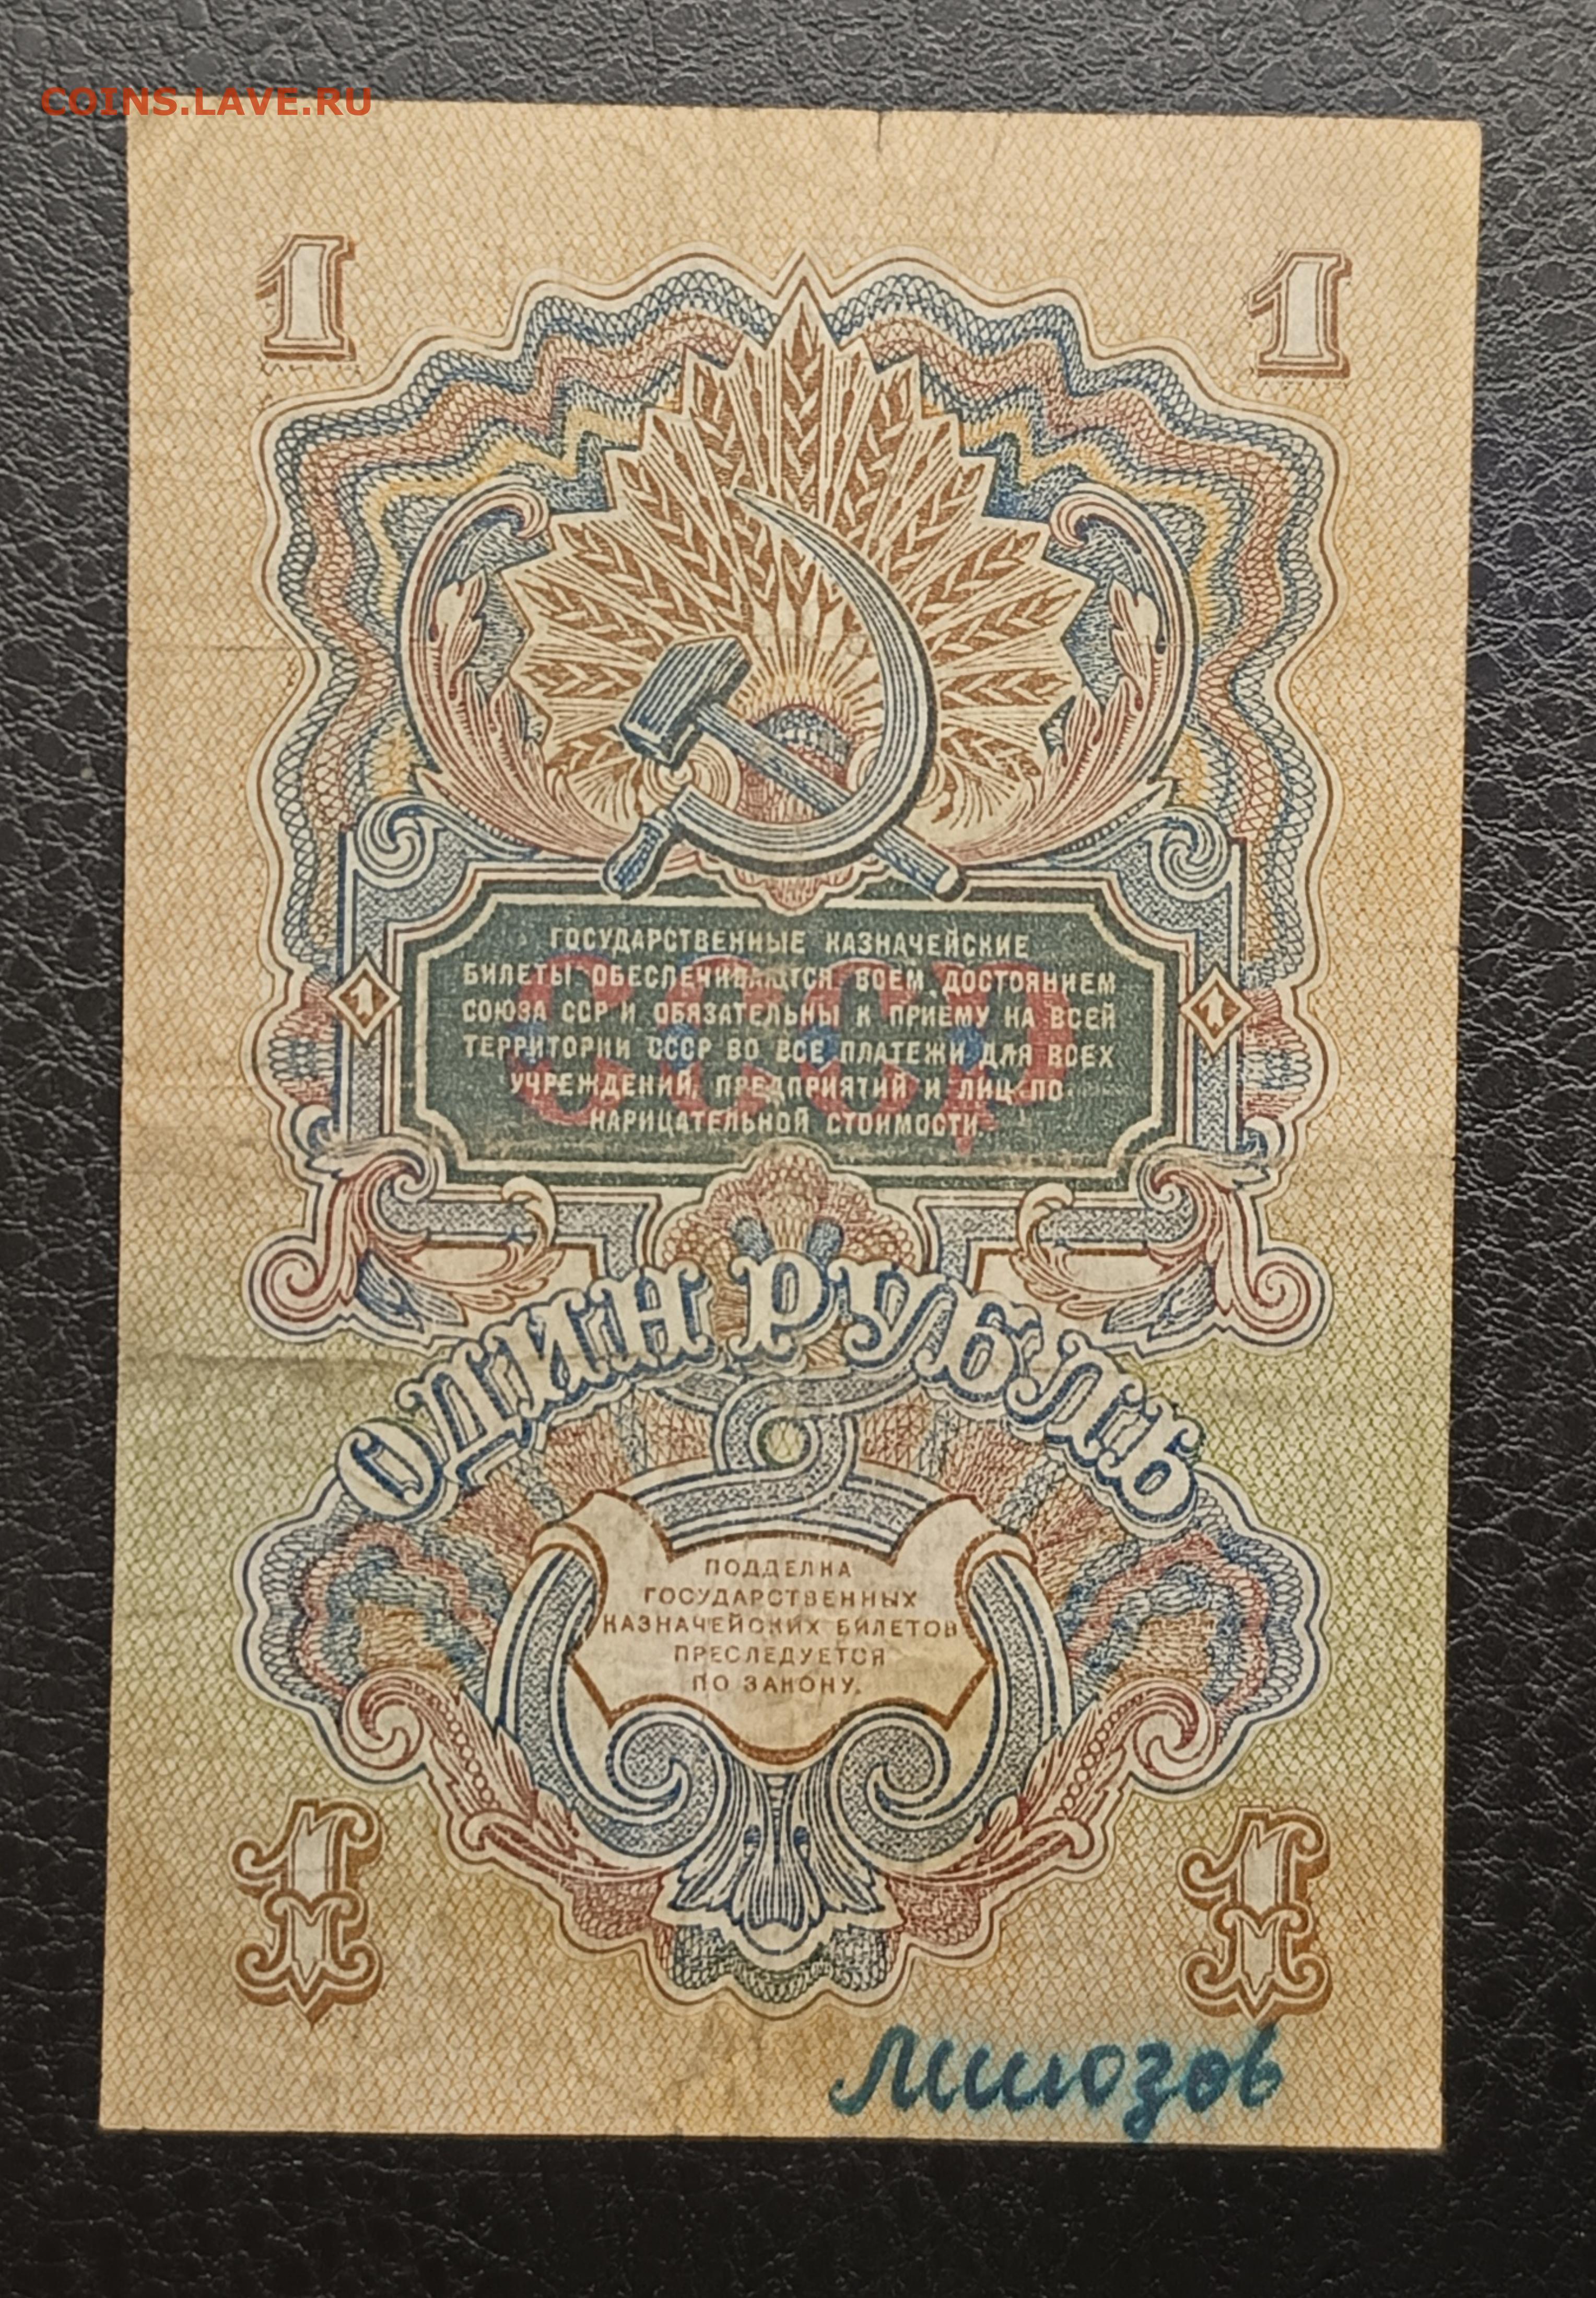 COINS.LAVE.RU
1 1
ГОСУДАРСТВЕННЫЕ КАЗНАЧЕЙСКИЕ
БИЛЕТЫ ОБЕСПЕЧИВАЮТСЯ ВСЕМ ДОСТОЯНИЕМ
СОЮЗА ССР И ОБЯЗАТЕЛЬНЫ К ПРИЕМУ НА ВСЕЙ
1 1
ТЕРРИТОРИИ СССР ВО ВСЕ ПЛАТЕЖИ ДЛЯ ВСЕХ
УЧРЕЖДЕНИЙ, ПРЕДПРИЯТИЙ И ЛИЦ ПО
НАРИЦАТЕЛЬНОЙ СТОИМОСТИ.
СССР
ОДИН РУБЛЬ
ПОДДЕЛКА
ГОСУДАРСТВЕННЫХ
КАЗНАЧЕЙСКИХ БИЛЕТОВ
ПРЕСЛЕДУЕТСЯ
ПО ЗАКОНУ.
1 1